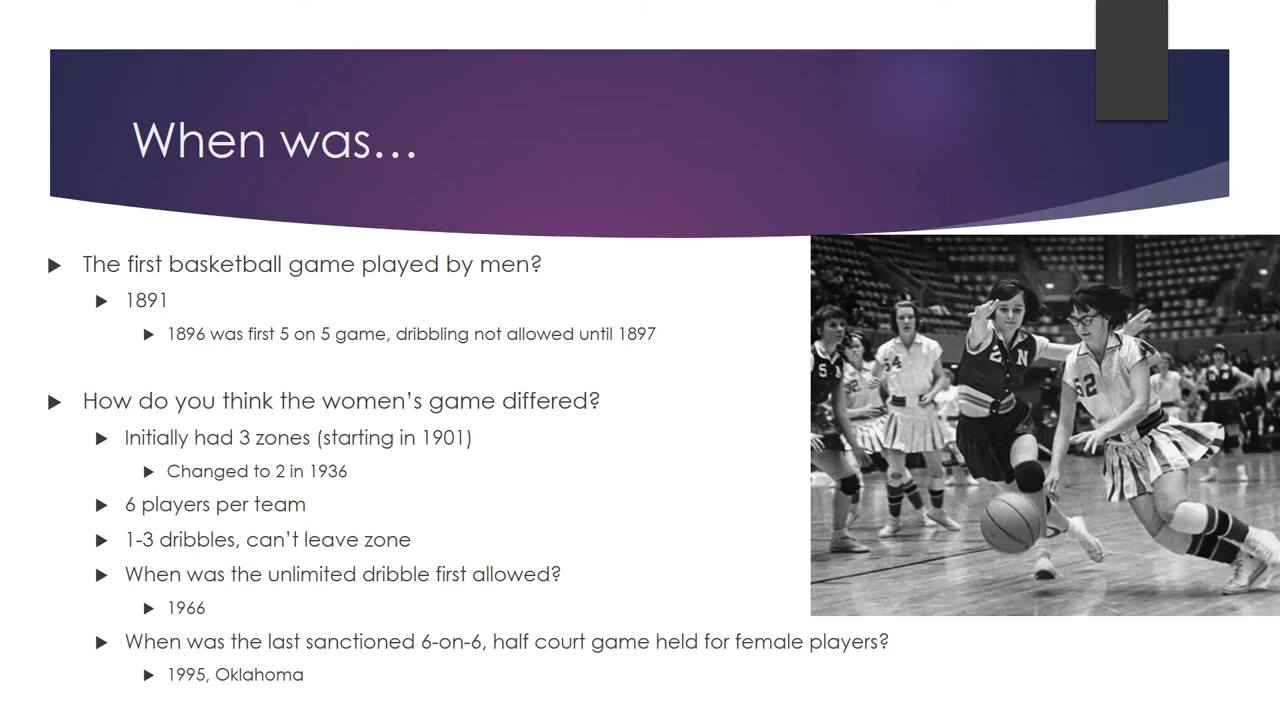 When was…
The first basketball game played by men?
1891
1896 was first 5 on 5 game, dribbling not allowed until 1897
How do you think the women’s game differed?
Initially had 3 zones (starting in 1901)
Changed to 2 in 1936
6 players per team
1-3 dribbles, can’t leave zone
When was the unlimited dribble first allowed?
1966
When was the last sanctioned 6-on-6, half court game held for female players?
1995, Oklahoma
52